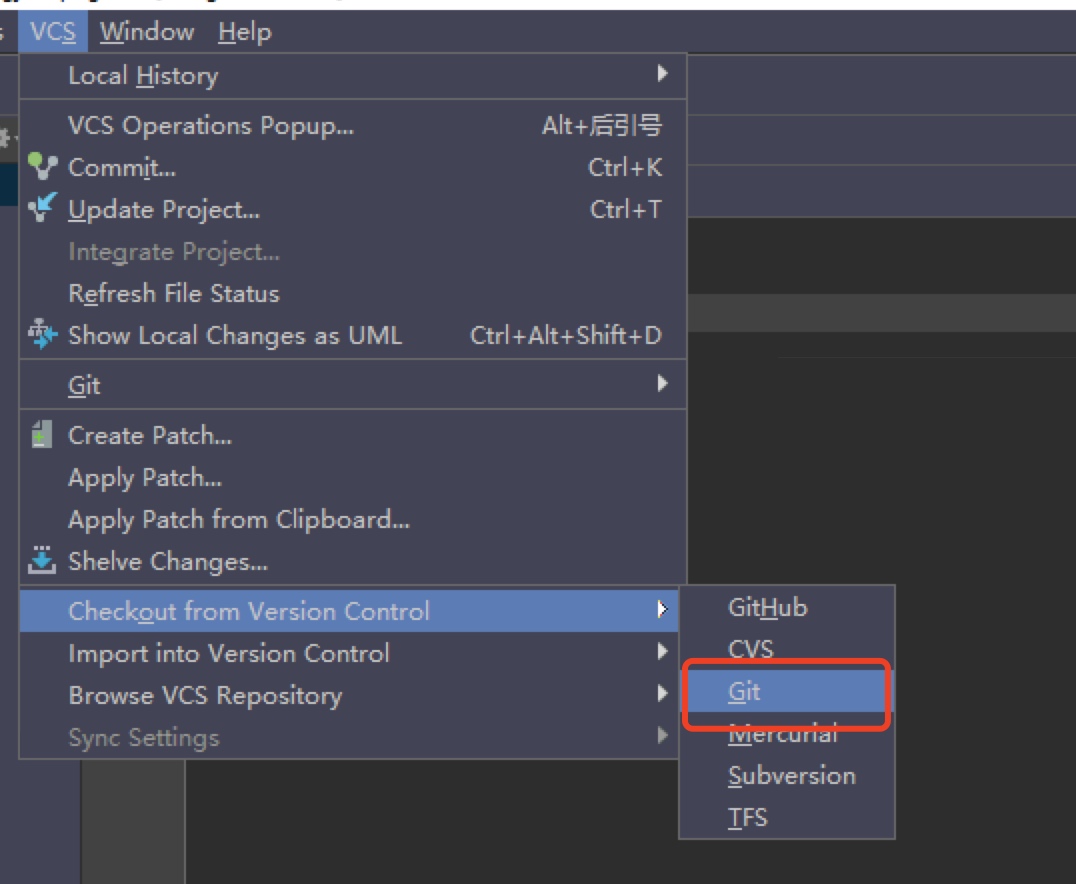 VCS Window Help
Local History
VCS Operations Popup... Alt+后引号
Commit... Ctrl+K
Update Project... Ctrl+T
Integrate Project...
Refresh File Status
Show Local Changes as UML Ctrl+Alt+Shift+D
Git
Create Patch...
Apply Patch...
Apply Patch from Clipboard...
Shelve Changes...
Checkout from Version Control
Import into Version Control
Browse VCS Repository
Sync Settings
GitHub
CVS
Git
Mercurial
Subversion
TFS